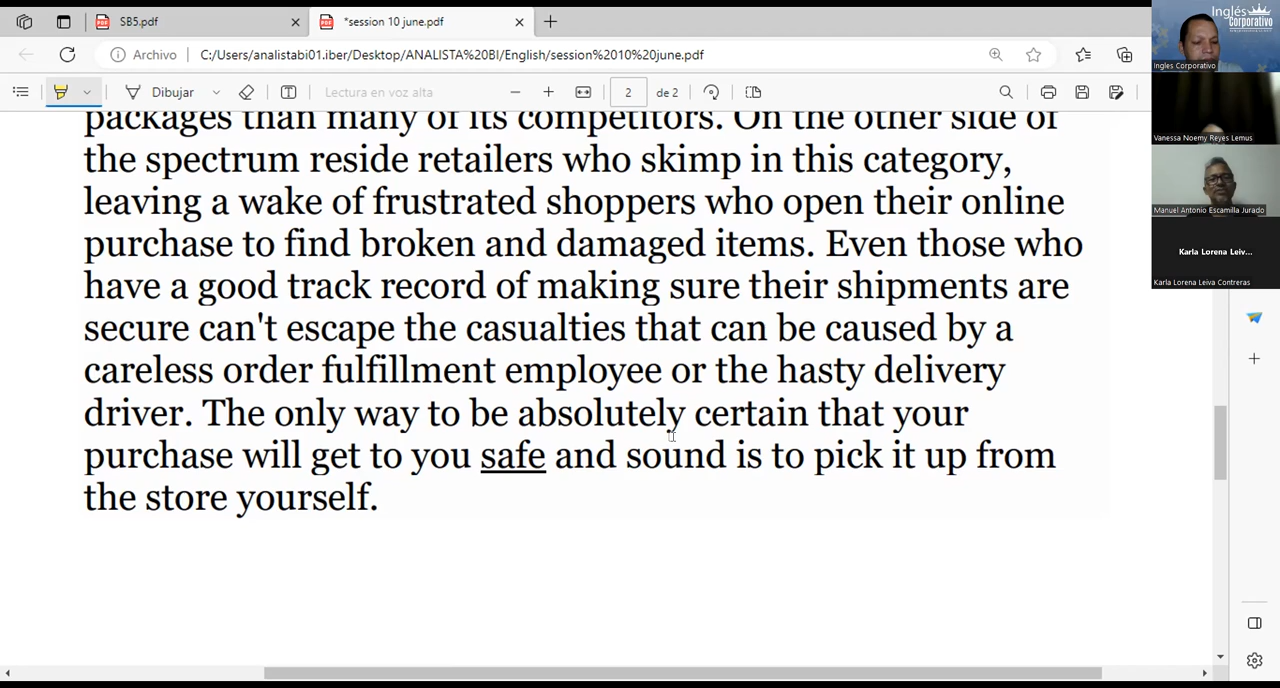 SB5.pdf
*session 10 june.pdf
Archivo
C:/Users/analistabi01.iber/Desktop/ANALISTA%20BI/English/session%2010%20june.pdf
Dibujar
Lectura en voz alta
2
de 2
packages than many of its competitors. On the other side of
the spectrum reside retailers who skimp in this category,
leaving a wake of frustrated shoppers who open their online
purchase to find broken and damaged items. Even those who
have a good track record of making sure their shipments are
secure can't escape the casualties that can be caused by a
careless order fulfillment employee or the hasty delivery
driver. The only way to be absolutely certain that your
purchase will get to you safe and sound is to pick it up from
the store yourself.
Inglés
Corporativo
Ingles Corporativo
Vanessa Noemy Reyes Lemus
Manuel Antonio Escamilla Jurado
Karla Lorena Leiv...
Karla Lorena Leiva Contreras